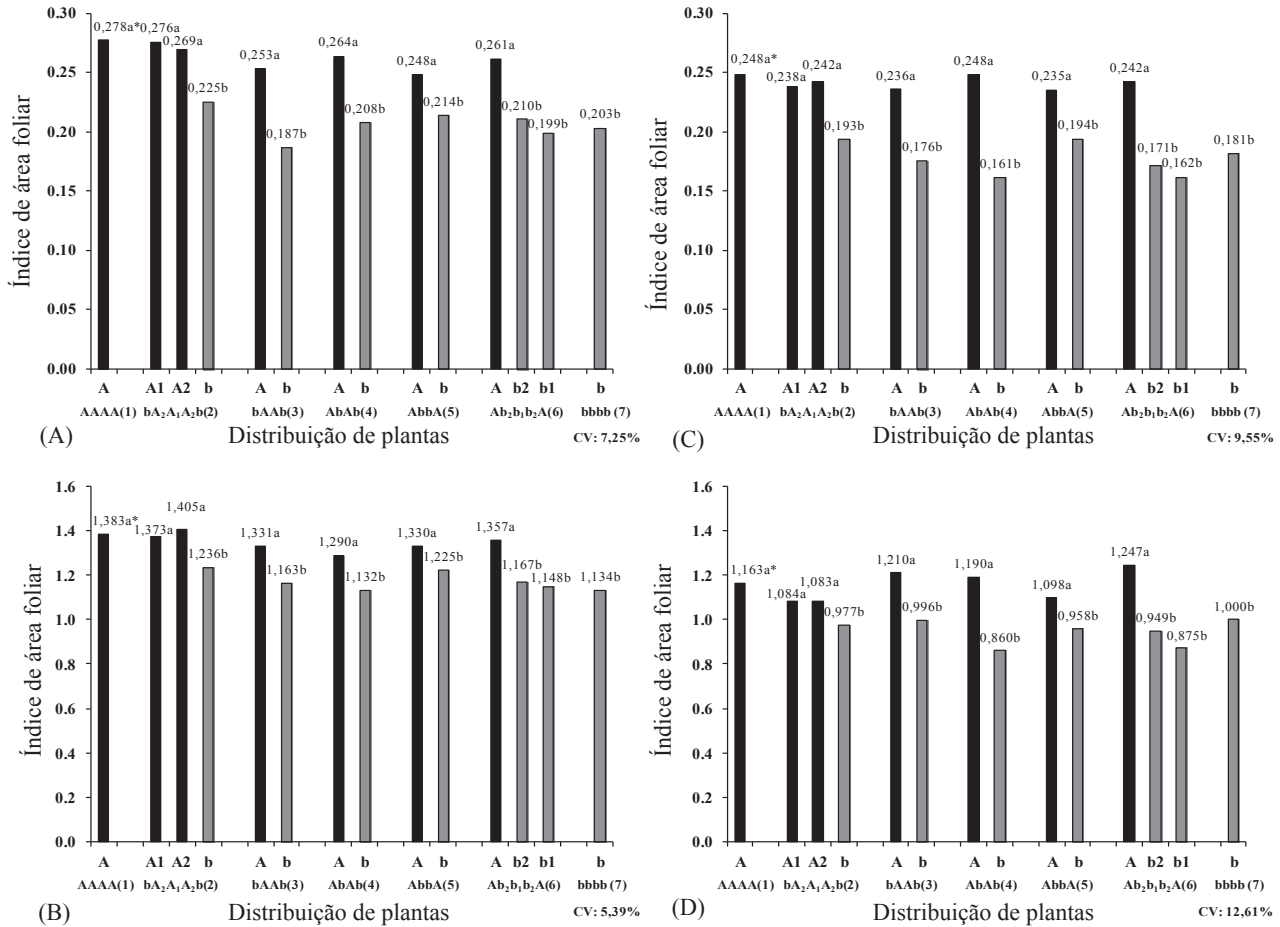 0.30
0.25
0.20
0.15
0.10
0.05
0.00
Índice de área foliar
0,278a*
0,276a
0,269a
0,225b
0,253a
0,187b
0,264a
0,208b
0,248a
0,214b
0,261a
0,210b
0,199b
0,203b
A A1 A2 b A b A b A b A b2 b1 b
AAAA(1) bA₂A₁A₂b(2) bAAb(3) AbAb(4) AbbA(5) Ab₂b₁b₂A(6) bbbb (7)
(A) Distribuição de plantas CV: 7,25%
0.30
0.25
0.20
0.15
0.10
0.05
0.00
Índice de área foliar
0,248a*
0,238a
0,242a
0,193b
0,236a
0,176b
0,248a
0,161b
0,235a
0,194b
0,242a
0,171b
0,162b
0,181b
A A1 A2 b A b A b A b A b2 b1 b
AAAA(1) bA₂A₁A₂b(2) bAAb(3) AbAb(4) AbbA(5) Ab₂b₁b₂A(6) bbbb (7)
(C) Distribuição de plantas CV: 9,55%
1.6
1.4
1.2
1.0
0.8
0.6
0.4
0.2
0.0
Índice de área foliar
1,383a*
1,373a
1,405a
1,236b
1,331a
1,163b
1,290a
1,132b
1,330a
1,225b
1,357a
1,167b
1,148b
1,134b
A A1 A2 b A b A b A b A b2 b1 b
AAAA(1) bA₂A₁A₂b(2) bAAb(3) AbAb(4) AbbA(5) Ab₂b₁b₂A(6) bbbb (7)
(B) Distribuição de plantas CV: 5,39%
1.6
1.4
1.2
1.0
0.8
0.6
0.4
0.2
0.0
Índice de área foliar
1,163a*
1,084a
1,083a
0,977b
1,210a
0,996b
1,190a
0,860b
1,098a
0,958b
1,247a
0,949b
0,875b
1,000b
A A1 A2 b A b A b A b A b2 b1 b
AAAA(1) bA₂A₁A₂b(2) bAAb(3) AbAb(4) AbbA(5) Ab₂b₁b₂A(6) bbbb (7)
(D) Distribuição de plantas CV: 12,61%